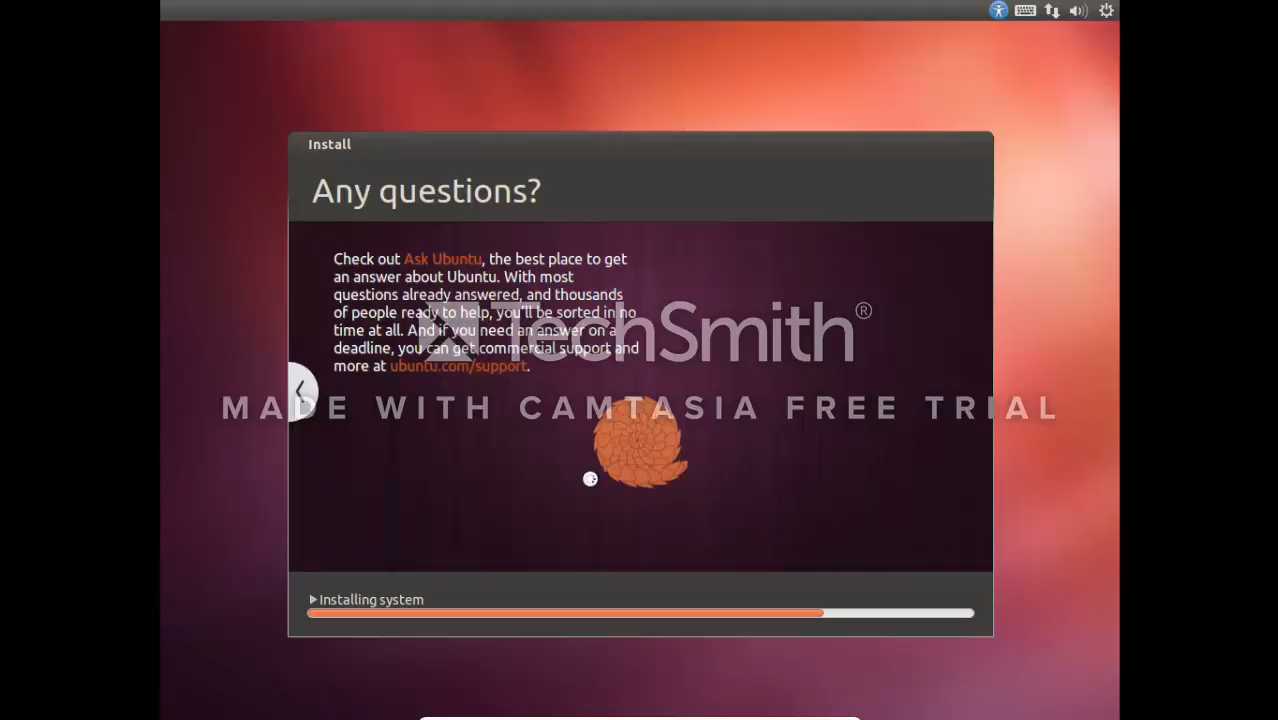 Install
Any questions?
Check out Ask Ubuntu, the best place to get
an answer about Ubuntu. With most
questions already answered, and thousands
of people ready to help, you'll be sorted in no
time at all. And if you need an answer on a
deadline, you can get commercial support and
more at ubuntu.com/support.
TechSmith®
MADE WITH CAMTASIA FREE TRIAL
Installing system